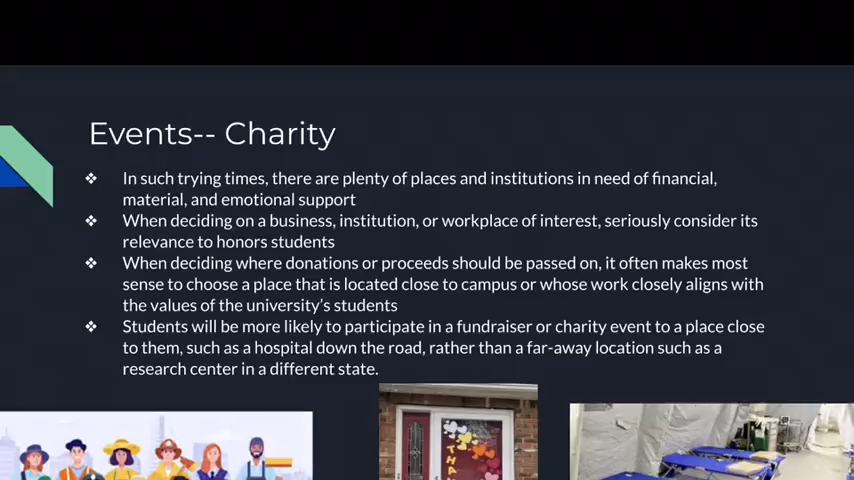 Events-- Charity
❖ In such trying times, there are plenty of places and institutions in need of financial,
material, and emotional support
❖ When deciding on a business, institution, or workplace of interest, seriously consider its
relevance to honors students
❖ When deciding where donations or proceeds should be passed on, it often makes most
sense to choose a place that is located close to campus or whose work closely aligns with
the values of the university's students
❖ Students will be more likely to participate in a fundraiser or charity event to a place close
to them, such as a hospital down the road, rather than a far-away location such as a
research center in a different state.
THAN